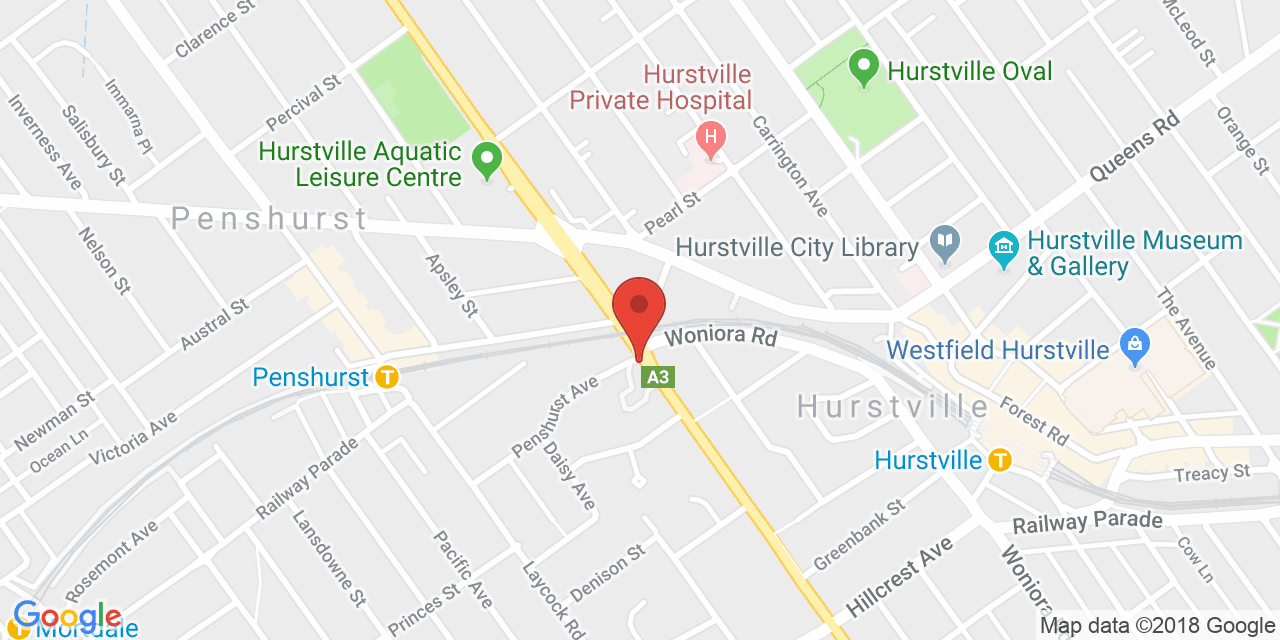 Clarence St
McLeod St
Hurstville
Private Hospital
H
Hurstville Oval
Immarna Pl
Percival St
Salisbury St
Inverness Ave
Carrington Ave
Orange St
Queens Rd
Hurstville Aquatic
Leisure Centre
Penshurst
Pearl St
Hurstville City Library
Hurstville Museum
& Gallery
Nelson St
Apsley St
Austral St
The Avenue
Woniora Rd
Westfield Hurstville
Penshurst
T
A3
Penshurst Ave
Hurstville
Forest Rd
Newman St
Ocean Ln
Victoria Ave
Railway Parade
Daisy Ave
Hurstville
T
Treacy St
Rosemont Ave
Lansdowne St
Pacific Ave
Greenbank St
Railway Parade
Hillcrest Ave
Cow Ln
Woniora
Princes St
Laycock Rd
Denison St
Google
T
Mortdale
Map data ©2018 Google